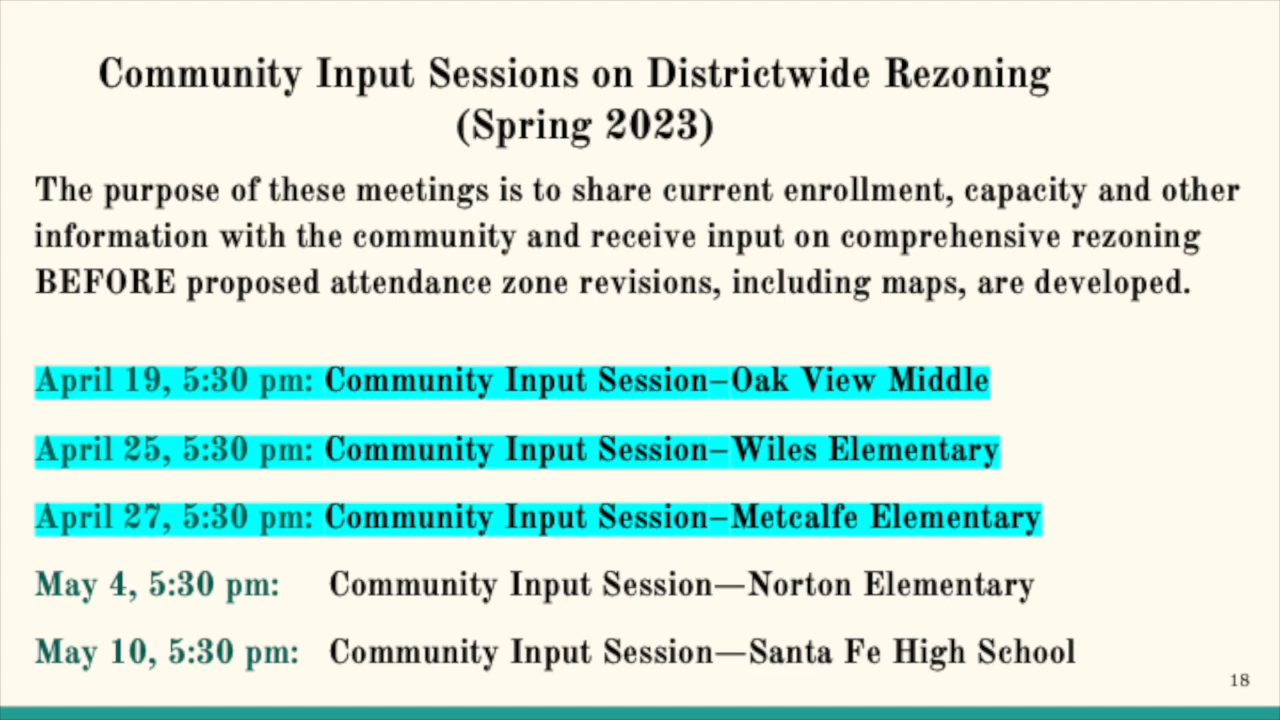 Community Input Sessions on Districtwide Rezoning
(Spring 2023)
The purpose of these meetings is to share current enrollment, capacity and other
information with the community and receive input on comprehensive rezoning
BEFORE proposed attendance zone revisions, including maps, are developed.
April 19, 5:30 pm: Community Input Session–Oak View Middle
April 25, 5:30 pm: Community Input Session–Wiles Elementary
April 27, 5:30 pm: Community Input Session–Metcalfe Elementary
May 4, 5:30 pm: Community Input Session—Norton Elementary
May 10, 5:30 pm: Community Input Session—Santa Fe High School
18